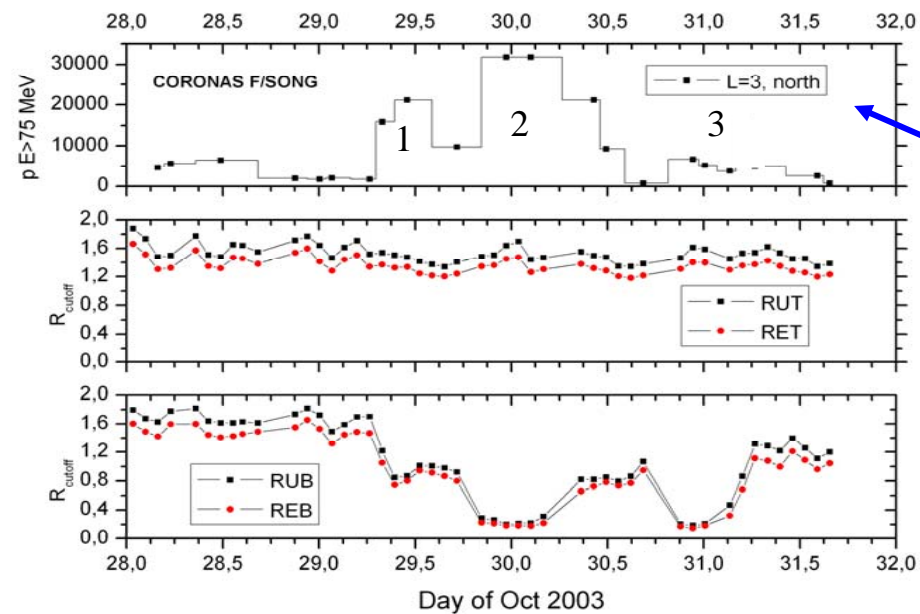 28,0 28,5 29,0 29,5 30,0 30,5 31,0 31,5 32,0
p E>75 MeV
30000
20000
10000
0
CORONAS F/SONG
L=3, north
1
2
3
R cutoff
2,0
1,6
1,2
0,8
0,4
0,0
RUT
RET
R cutoff
2,0
1,6
1,2
0,8
0,4
0,0
RUB
REB
28,0 28,5 29,0 29,5 30,0 30,5 31,0 31,5 32,0
Day of Oct 2003